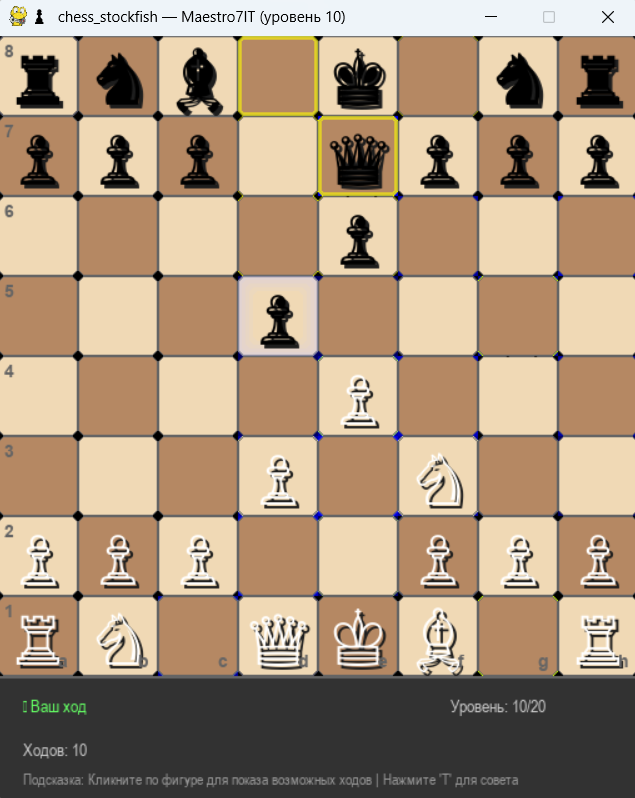 chess_stockfish — Maestro7IT (уровень 10)
8
7
6
5
4
3
2
1
a b c d e f g h
Ваш ход Уровень: 10/20
Ходов: 10
Подсказка: Кликните по фигуре для показа возможных ходов | Нажмите 'T' для совета